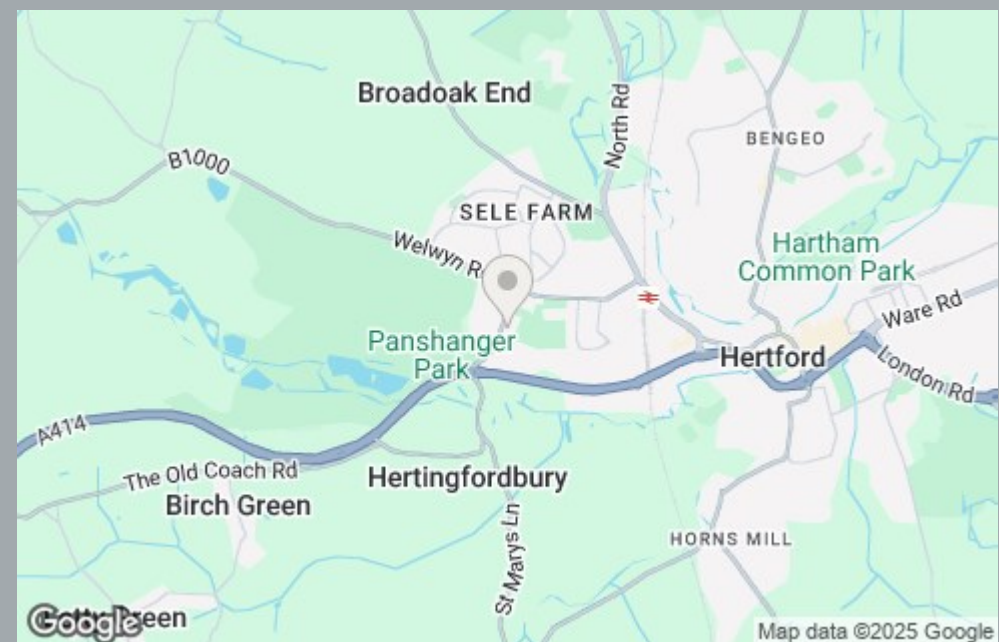 Broadoak End
North Rd
BENGEO
B1000
SELE FARM
Welwyn R
Hartham
Common Park
Ware Rd
Panshanger
Park
Hertford
London Rd
A414
The Old Coach Rd
Hertingfordbury
Birch Green
St Marys Ln
HORNS MILL
Green
Google
Map data ©2025 Google